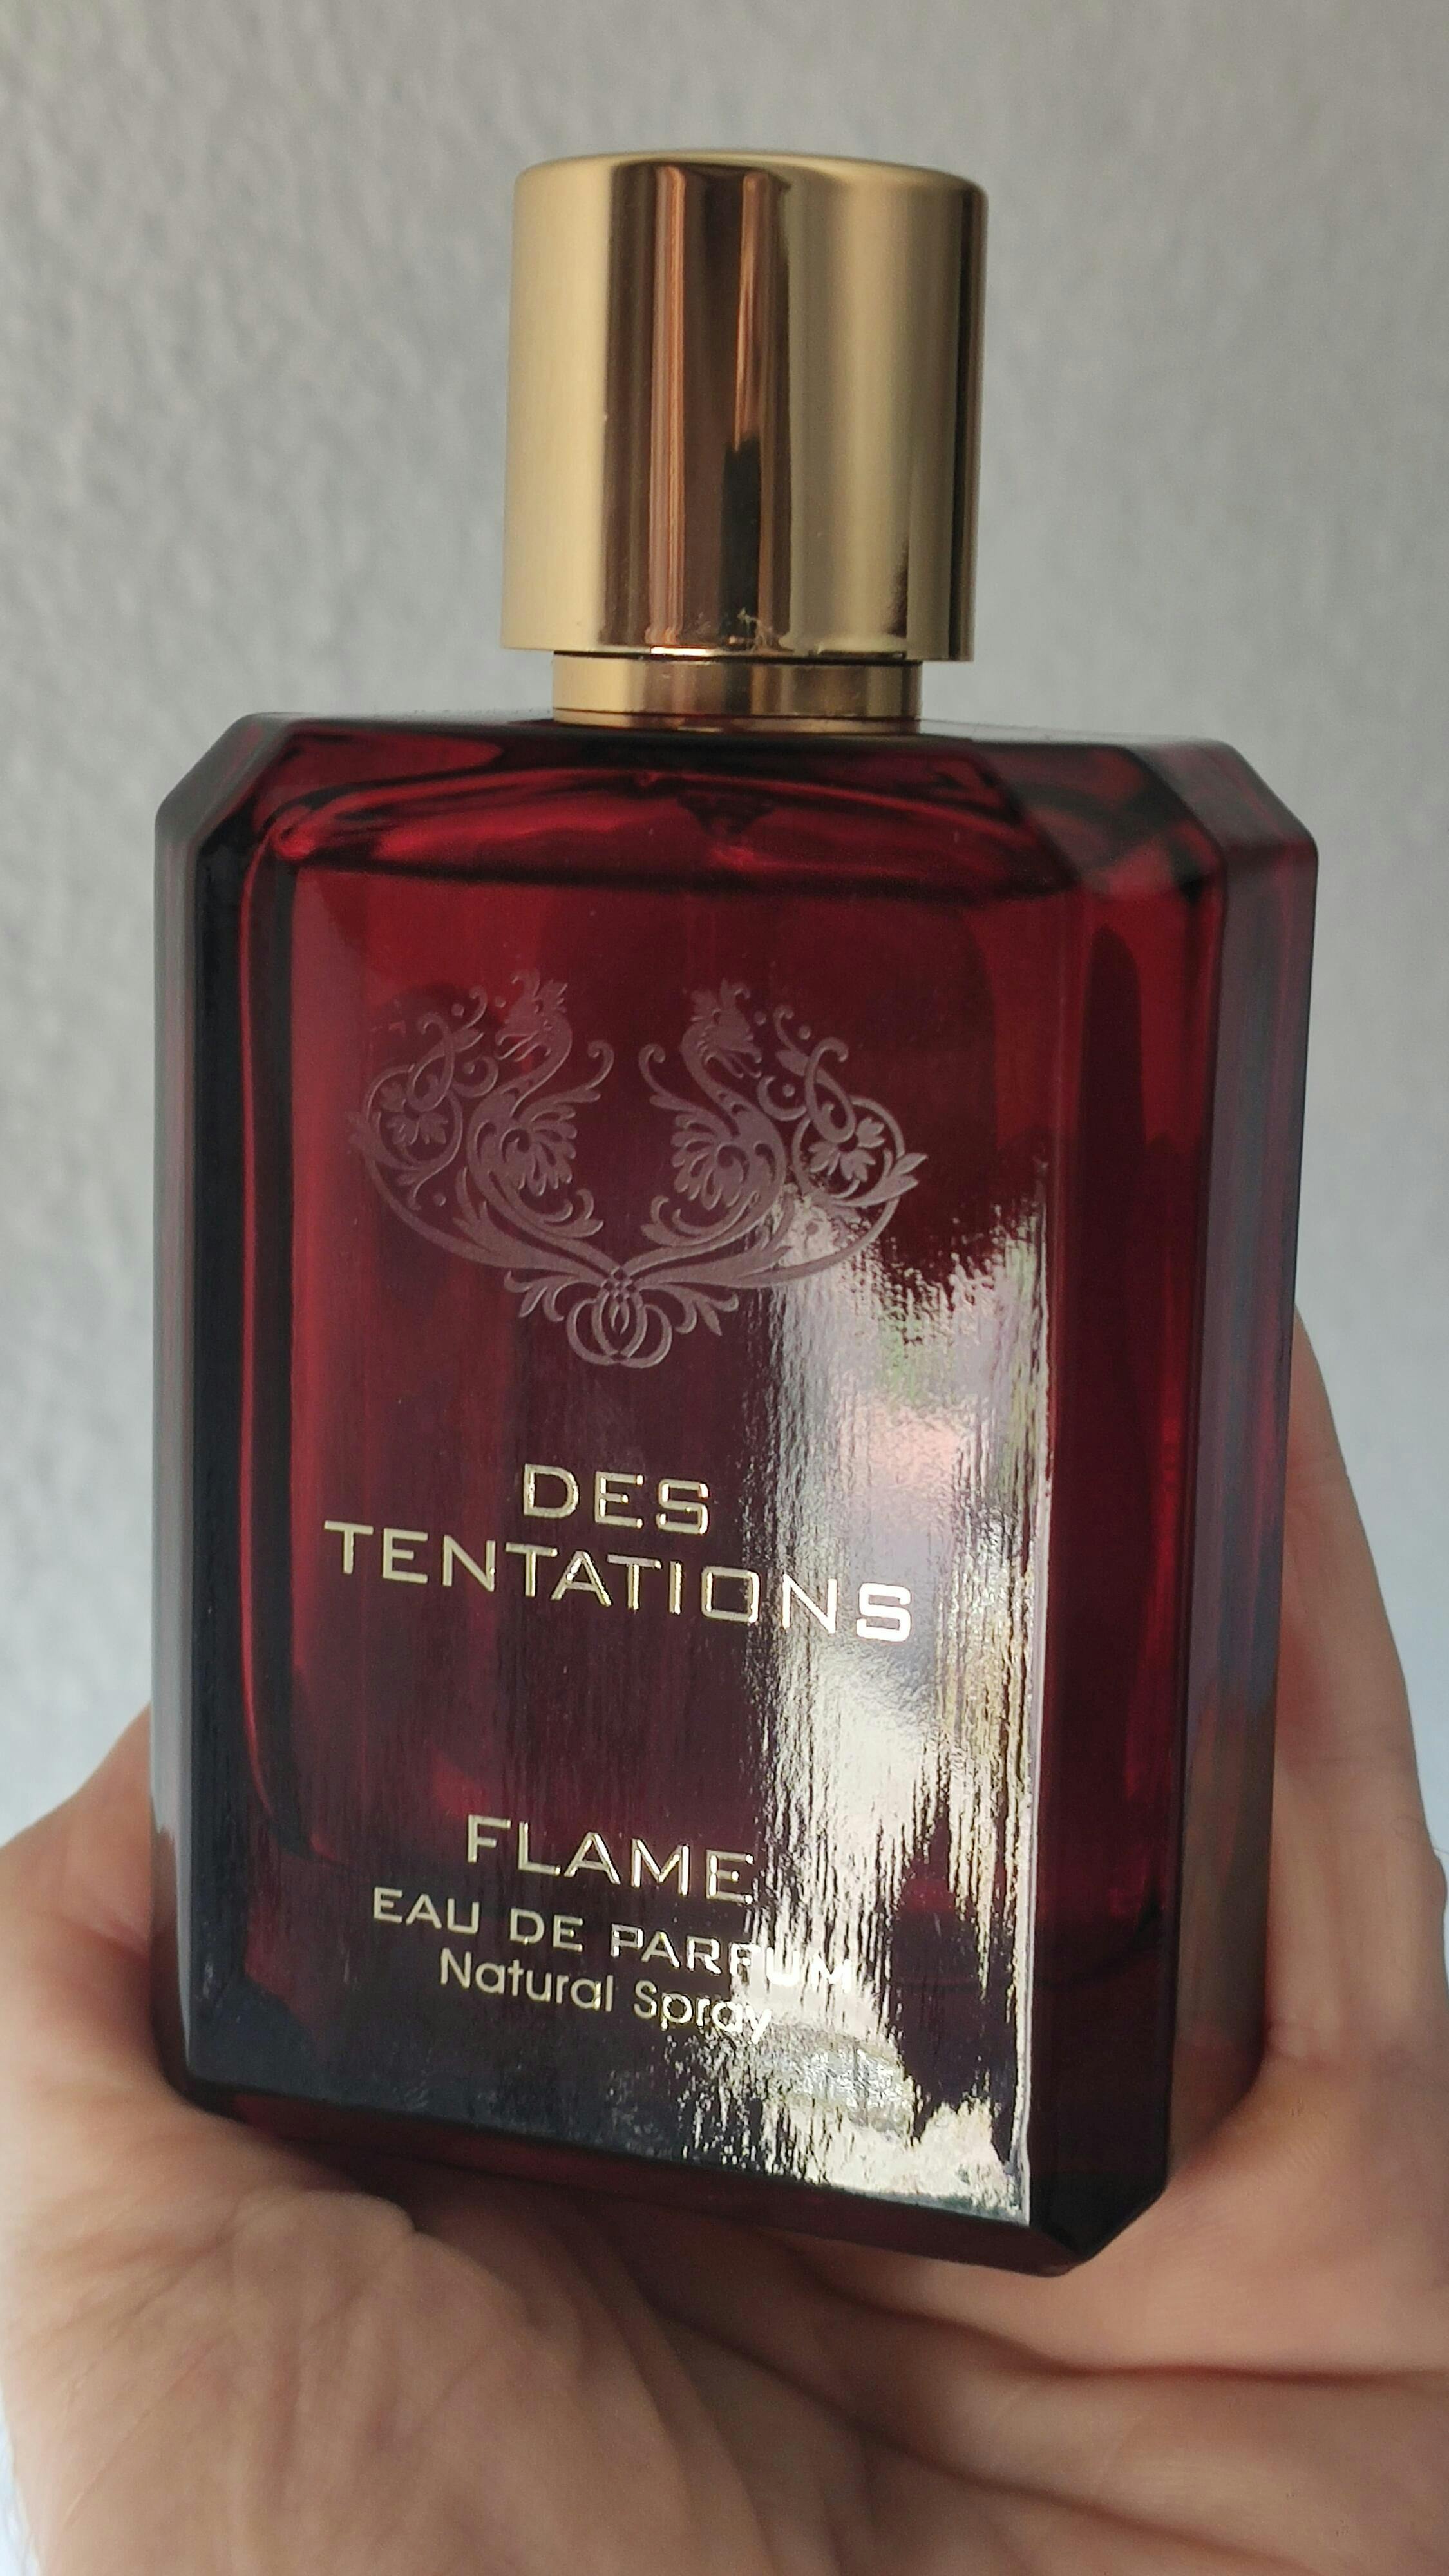 DES
TENTATIONS
FLAME
EAU DE PARFUM
Natural Spray